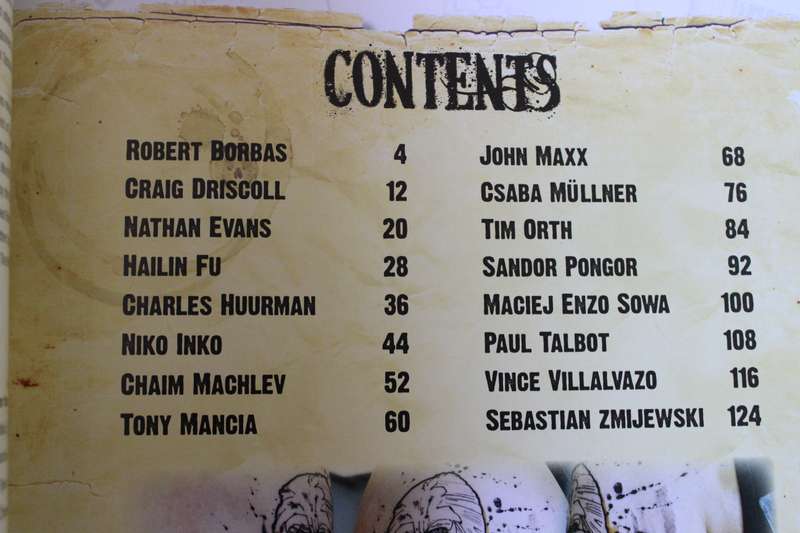 CONTENTS
ROBERT BORBAS 4
CRAIG DRISCOLL 12
NATHAN EVANS 20
HAILIN FU 28
CHARLES HUURMAN 36
NIKO INKO 44
CHAIM MACHLEV 52
TONY MANCIA 60
JOHN MAXX 68
CSABA MÜLLNER 76
TIM ORTH 84
SANDOR PONGOR 92
MACIEJ ENZO SOWA 100
PAUL TALBOT 108
VINCE VILLALVAZO 116
SEBASTIAN ZMIJEWSKI 124